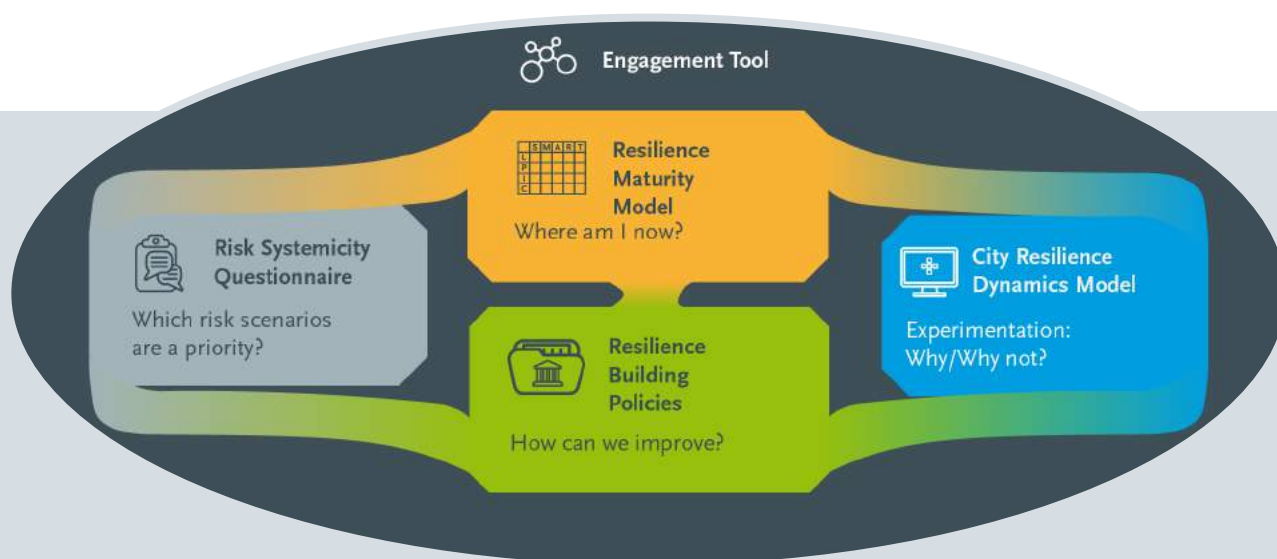 Engagement Tool
S M A R T
L
P
I
C
Resilience
Maturity
Model
Where am I now?
Risk Systemicity
Questionnaire
Which risk scenarios
are a priority?
City Resilience
Dynamics Model
Experimentation:
Why/Why not?
Resilience
Building
Policies
How can we improve?